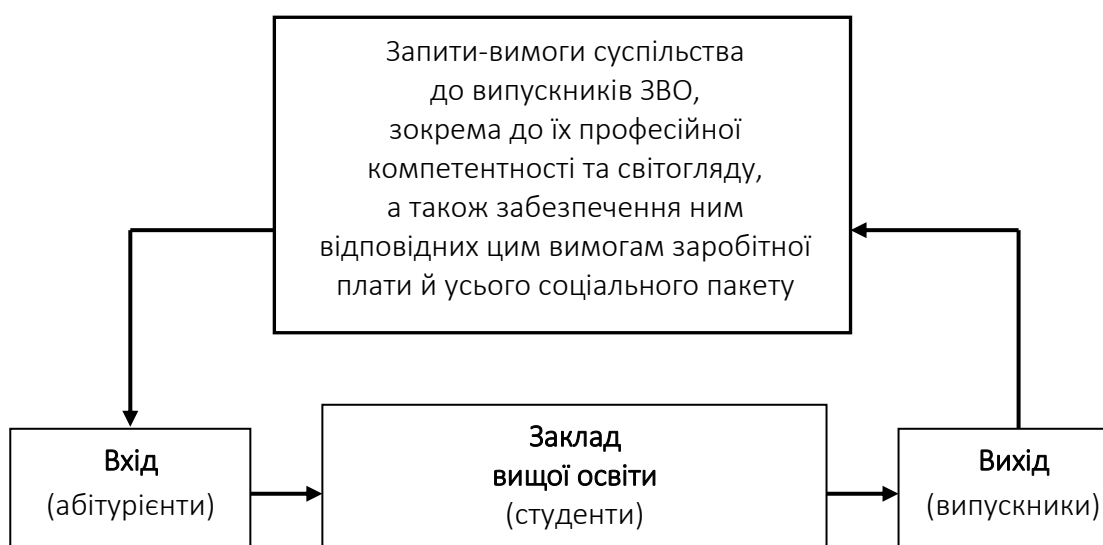 Запити-вимоги суспільства
до випускників ЗВО,
зокрема до їх професійної
компетентності та світогляду,
а також забезпечення ним
відповідних цим вимогам заробітної
плати й усього соціального пакету
Вхід
(абітурієнти)
Заклад
вищої освіти
(студенти)
Вихід
(випускники)